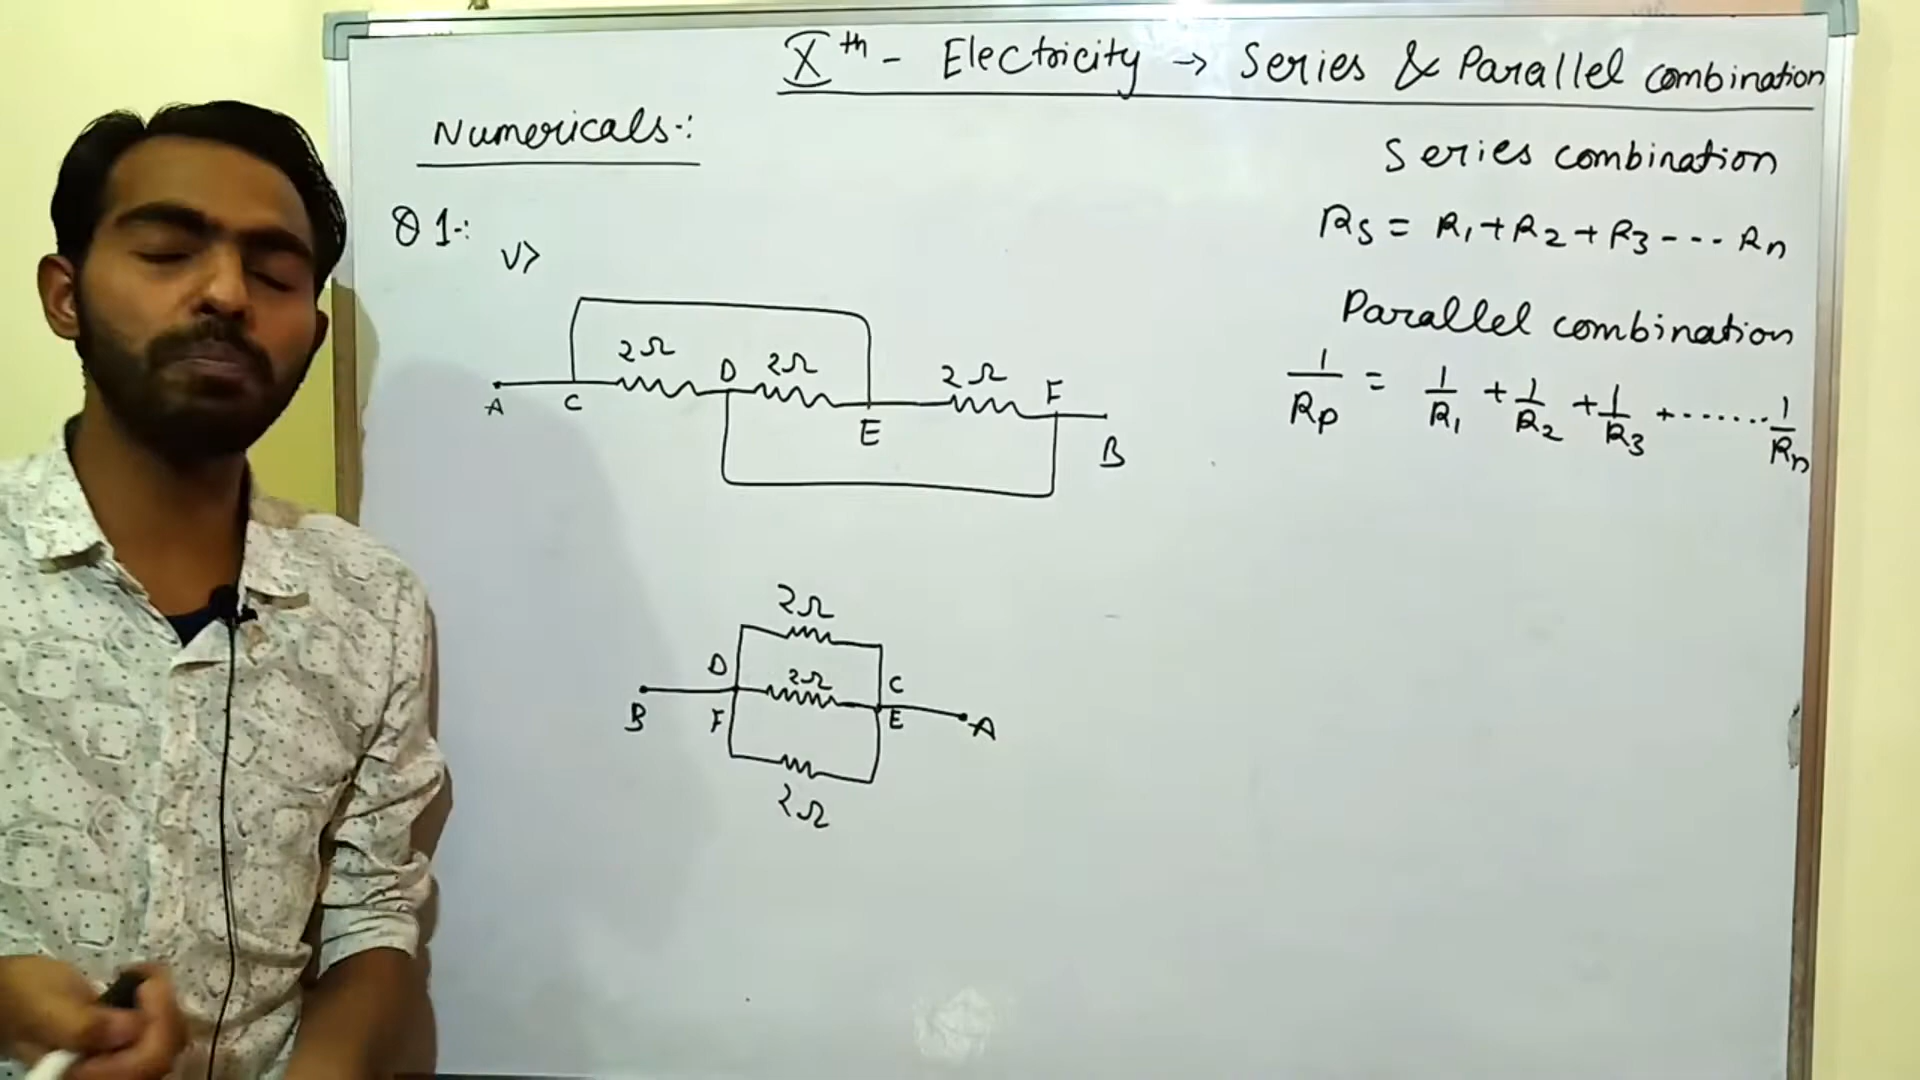 Xth - Electricity → Series & Parallel combination
Numericals:
Series combination
Q 1:
V>
Rs = R1 + R2 + R3 --- Rn
Parallel combination
1/Rp = 1/R1 + 1/R2 + 1/R3 + ....... 1/Rn
2Ω
D
2Ω
2Ω
F
A
C
E
B
2Ω
D
2Ω
C
B
F
E
A
2Ω